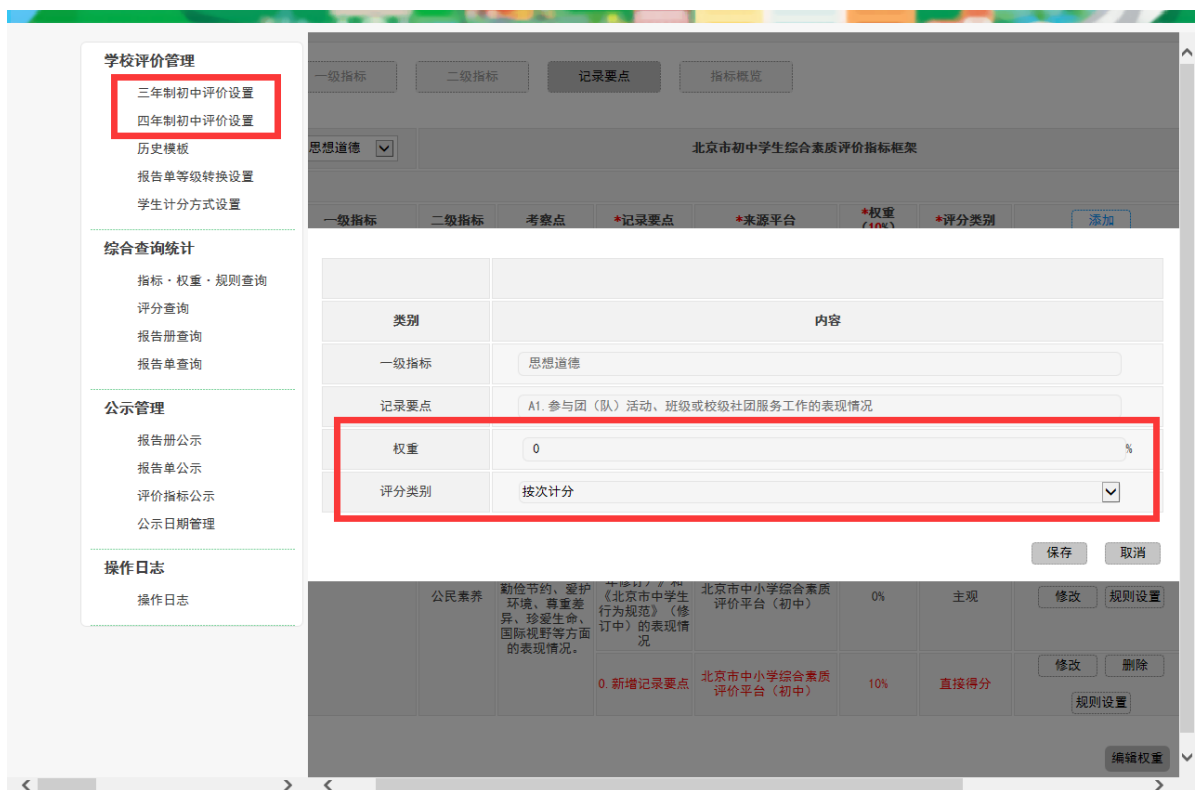 学校评价管理
三年制初中评价设置
四年制初中评价设置
历史模板
报告单等级转换设置
学生计分方式设置
综合查询统计
指标・权重・规则查询
评分查询
报告册查询
报告单查询
公示管理
报告册公示
报告单公示
评价指标公示
公示日期管理
操作日志
操作日志
一级指标 二级指标 记录要点 指标概览
思想道德 北京市初中学生综合素质评价指标框架
一级指标 二级指标 考察点 *记录要点 *来源平台 *权重 *评分类别 添加
(10%)
类别 内容
一级指标 思想道德
记录要点 A1.参与团（队）活动、班级或校级社团服务工作的表现情况
权重 0 %
评分类别 按次计分
保存 取消
公民素养
勤俭节约、爱护
环境、尊重差
异、珍爱生命、
国际视野等方面
的表现情况。
年修订）》和
《北京市中学生
行为规范》（修
订中）的表现情
况
北京市中小学综合素质
评价平台（初中）
0% 主观 修改 规则设置
0.新增记录要点
北京市中小学综合素质
评价平台（初中）
10% 直接得分 修改 删除
规则设置
编辑权重